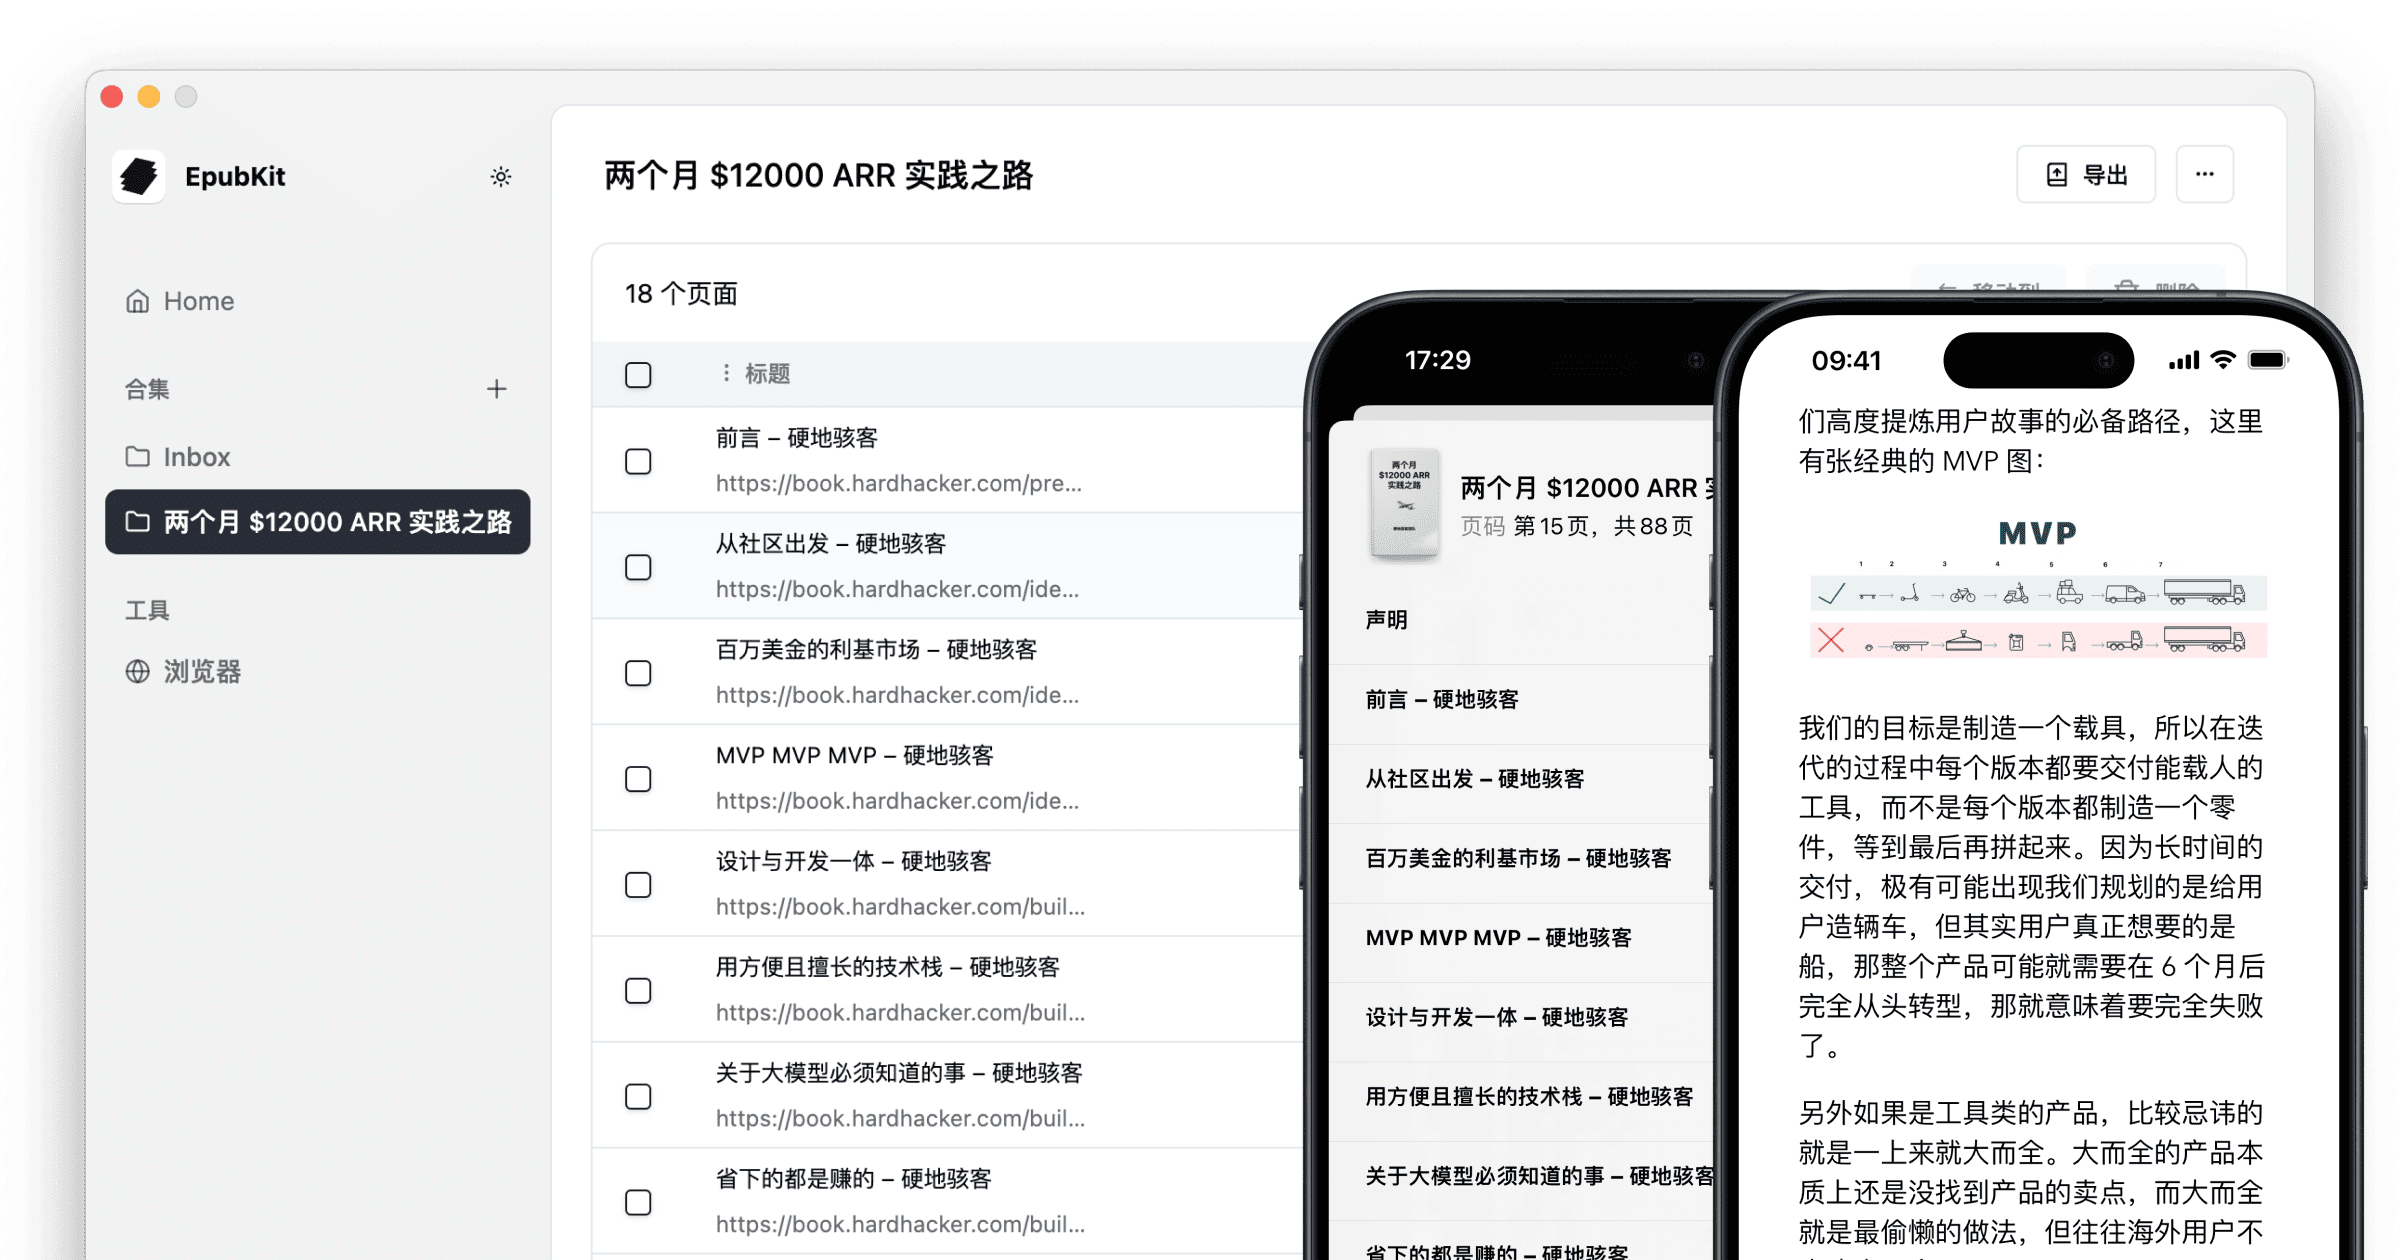 EpubKit
Home
合集
Inbox
两个月 $12000 ARR 实践之路
工具
浏览器
两个月 $12000 ARR 实践之路
导出
18 个页面
移动到
删除
标题
前言 – 硬地骇客
https://book.hardhacker.com/pre...
从社区出发 – 硬地骇客
https://book.hardhacker.com/ide...
百万美金的利基市场 – 硬地骇客
https://book.hardhacker.com/ide...
MVP MVP MVP – 硬地骇客
https://book.hardhacker.com/ide...
设计与开发一体 – 硬地骇客
https://book.hardhacker.com/buil...
用方便且擅长的技术栈 – 硬地骇客
https://book.hardhacker.com/buil...
关于大模型必须知道的事 – 硬地骇客
https://book.hardhacker.com/buil...
省下的都是赚的 – 硬地骇客
https://book.hardhacker.com/buil...
17:29
两个月
$12000 ARR
实践之路
两个月 $12000 ARR
页码 第15页，共88页
声明
前言 – 硬地骇客
从社区出发 – 硬地骇客
百万美金的利基市场 – 硬地骇客
MVP MVP MVP – 硬地骇客
设计与开发一体 – 硬地骇客
用方便且擅长的技术栈 – 硬地骇客
关于大模型必须知道的事 – 硬地骇客
省下的都是赚的 – 硬地骇客
09:41
们高度提炼用户故事的必备路径，这里
有张经典的 MVP 图：
MVP
1 2 3 4 5 6 7
我们的目标是制造一个载具，所以在迭
代的过程中每个版本都要交付能载人的
工具，而不是每个版本都制造一个零
件，等到最后再拼起来。因为长时间的
交付，极有可能出现我们规划的是给用
户造辆车，但其实用户真正想要的是
船，那整个产品可能就需要在 6 个月后
完全从头转型，那就意味着要完全失败
了。
另外如果是工具类的产品，比较忌讳的
就是一上来就大而全。大而全的产品本
质上还是没找到产品的卖点，而大而全
就是最偷懒的做法，但往往海外用户不